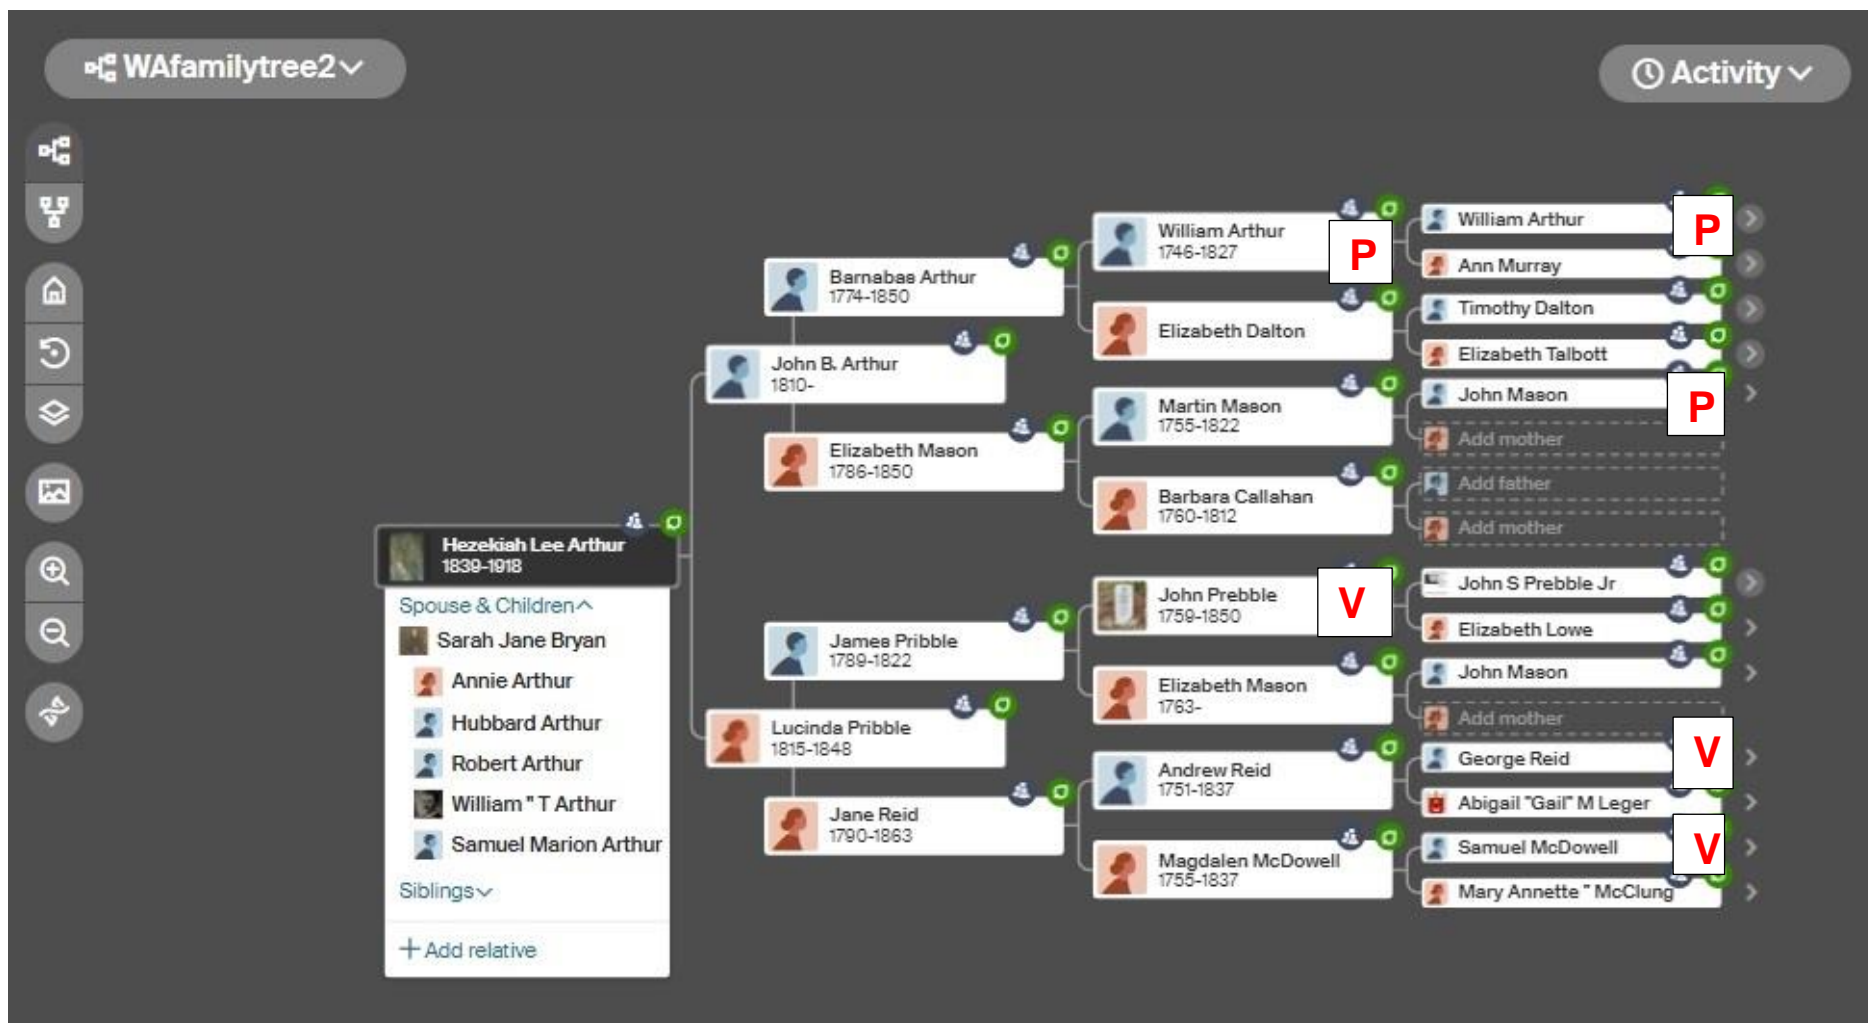 WAfamilytree2
Activity
Hezekiah Lee Arthur
1839-1918
Spouse & Children
Sarah Jane Bryan
Annie Arthur
Hubbard Arthur
Robert Arthur
William " T Arthur
Samuel Marion Arthur
Siblings
+ Add relative
John B. Arthur
1810-
Lucinda Pribble
1815-1848
Barnabas Arthur
1774-1850
Elizabeth Mason
1786-1850
James Pribble
1789-1822
Jane Reid
1790-1863
William Arthur
1746-1827
P
Elizabeth Dalton
Martin Mason
1755-1822
Barbara Callahan
1760-1812
John Prebble
1759-1850
V
Elizabeth Mason
1763-
Andrew Reid
1751-1837
Magdalen McDowell
1755-1837
William Arthur
P
Ann Murray
Timothy Dalton
Elizabeth Talbott
John Mason
P
Add mother
Add father
Add mother
John S Prebble Jr
Elizabeth Lowe
John Mason
Add mother
George Reid
V
Abigail "Gail" M Leger
Samuel McDowell
V
Mary Annette " McClung